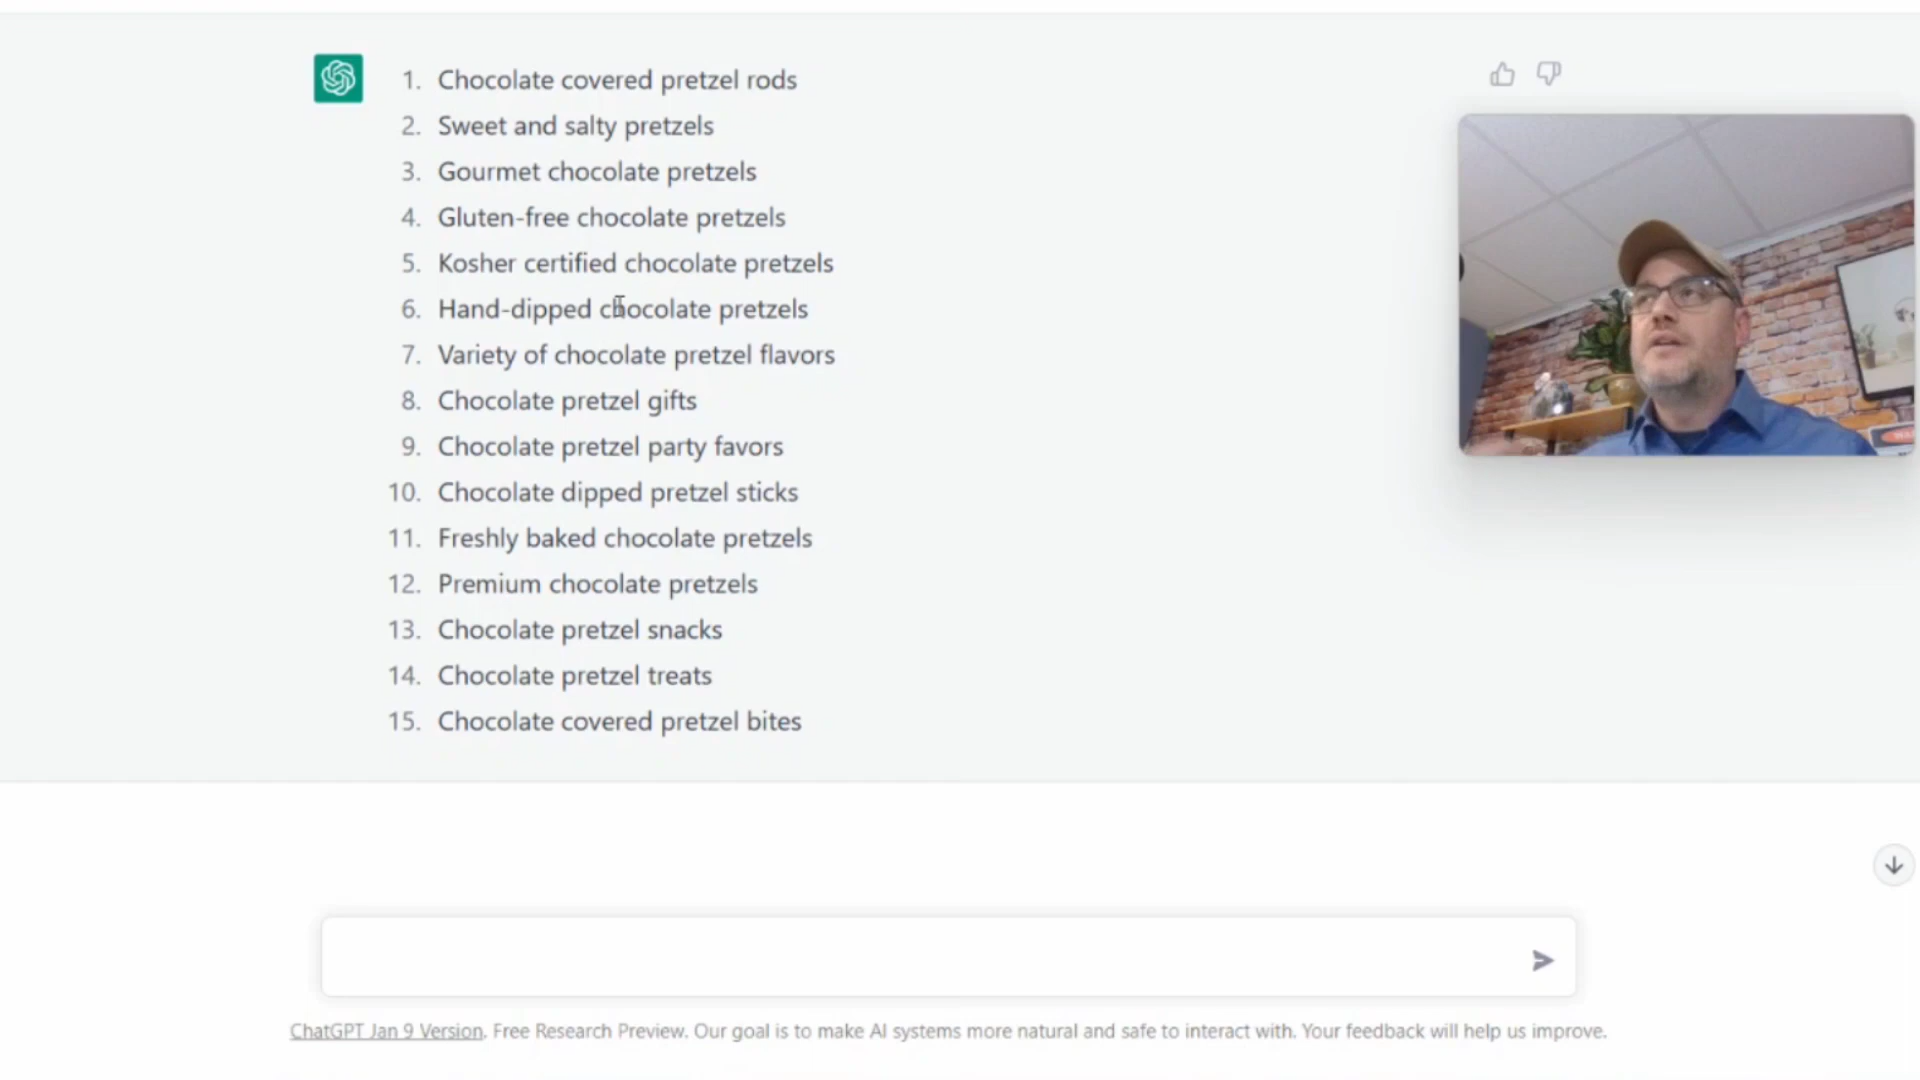 1. Chocolate covered pretzel rods
2. Sweet and salty pretzels
3. Gourmet chocolate pretzels
4. Gluten-free chocolate pretzels
5. Kosher certified chocolate pretzels
6. Hand-dipped chocolate pretzels
7. Variety of chocolate pretzel flavors
8. Chocolate pretzel gifts
9. Chocolate pretzel party favors
10. Chocolate dipped pretzel sticks
11. Freshly baked chocolate pretzels
12. Premium chocolate pretzels
13. Chocolate pretzel snacks
14. Chocolate pretzel treats
15. Chocolate covered pretzel bites
ChatGPT Jan 9 Version. Free Research Preview. Our goal is to make AI systems more natural and safe to interact with. Your feedback will help us improve.